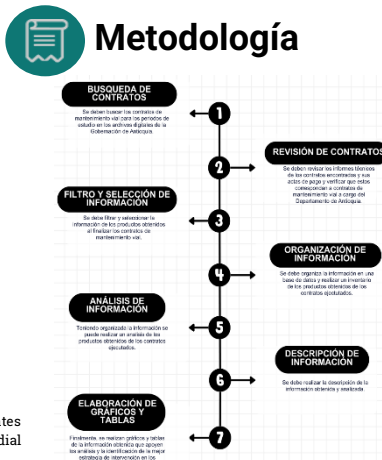 Metodología
BUSQUEDA DE
CONTRATOS
Se deben buscar los contratos de
mantenimiento vial para los periodos de
estudio en los archivos digitales de la
Gobernación de Antioquia.
1
2
REVISIÓN DE CONTRATOS
Se deben revisar los informes técnicos
de los contratos encontrados y sus
actas de pago y verificar que estos
correspondan a contratos de
mantenimiento vial a cargo del
Departamento de Antioquia.
FILTRO Y SELECCIÓN DE
INFORMACIÓN
Se debe filtrar y seleccionar la
información de los productos obtenidos
al finalizar los contratos de
mantenimiento vial.
3
4
ORGANIZACIÓN DE
INFORMACIÓN
Se debe organiza la información en una
base de datos y realizar un inventario
de los productos obtenidos de los
contratos ejecutados.
ANÁLISIS DE
INFORMACIÓN
Teniendo organizada la información se
puede realizar un analisis de los
productos obtenidos de los contratos
ejecutados.
5
6
DESCRIPCIÓN DE
INFORMACIÓN
Se debe realizar la descripción de la
información obtenida y analizada.
ELABORACIÓN DE
GRÁFICOS Y
TABLAS
Finalmente, se realizan gráficos y tablas
de la información obtenida que apoyen
los análisis y la identificación de la mejor
estrategia de intervención en los
7
tes
dial